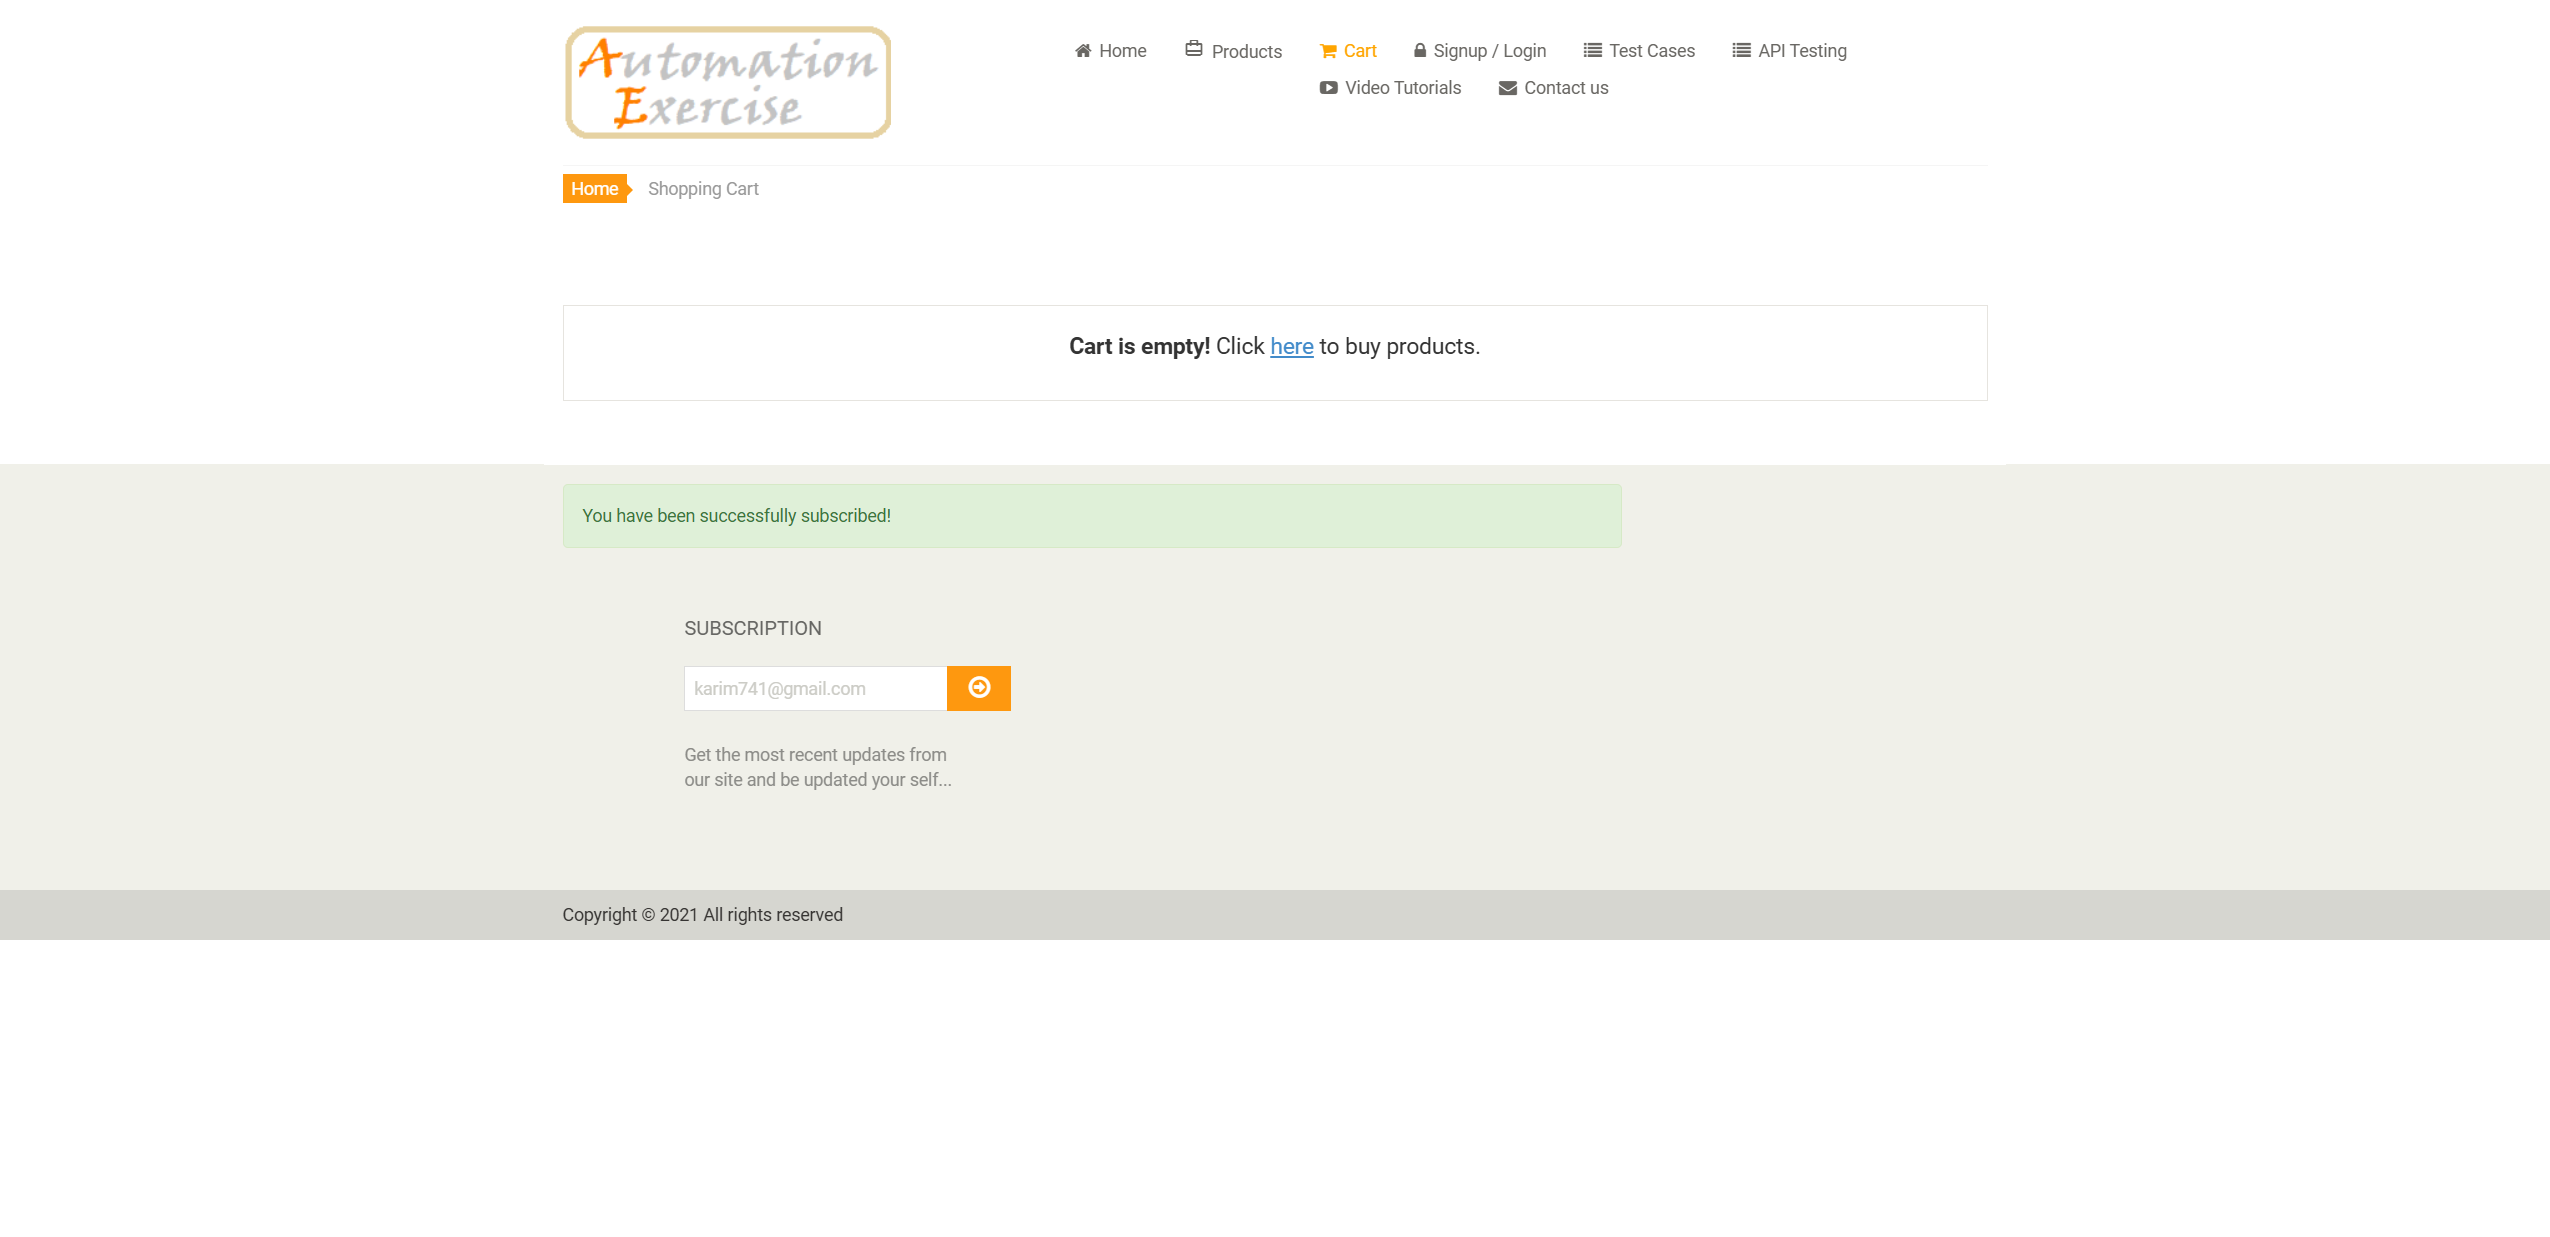 Automation
Exercise
Home Products Cart Signup / Login Test Cases API Testing
Video Tutorials Contact us
Home Shopping Cart
Cart is empty! Click here to buy products.
You have been successfully subscribed!
SUBSCRIPTION
karim741@gmail.com
Get the most recent updates from
our site and be updated your self...
Copyright © 2021 All rights reserved